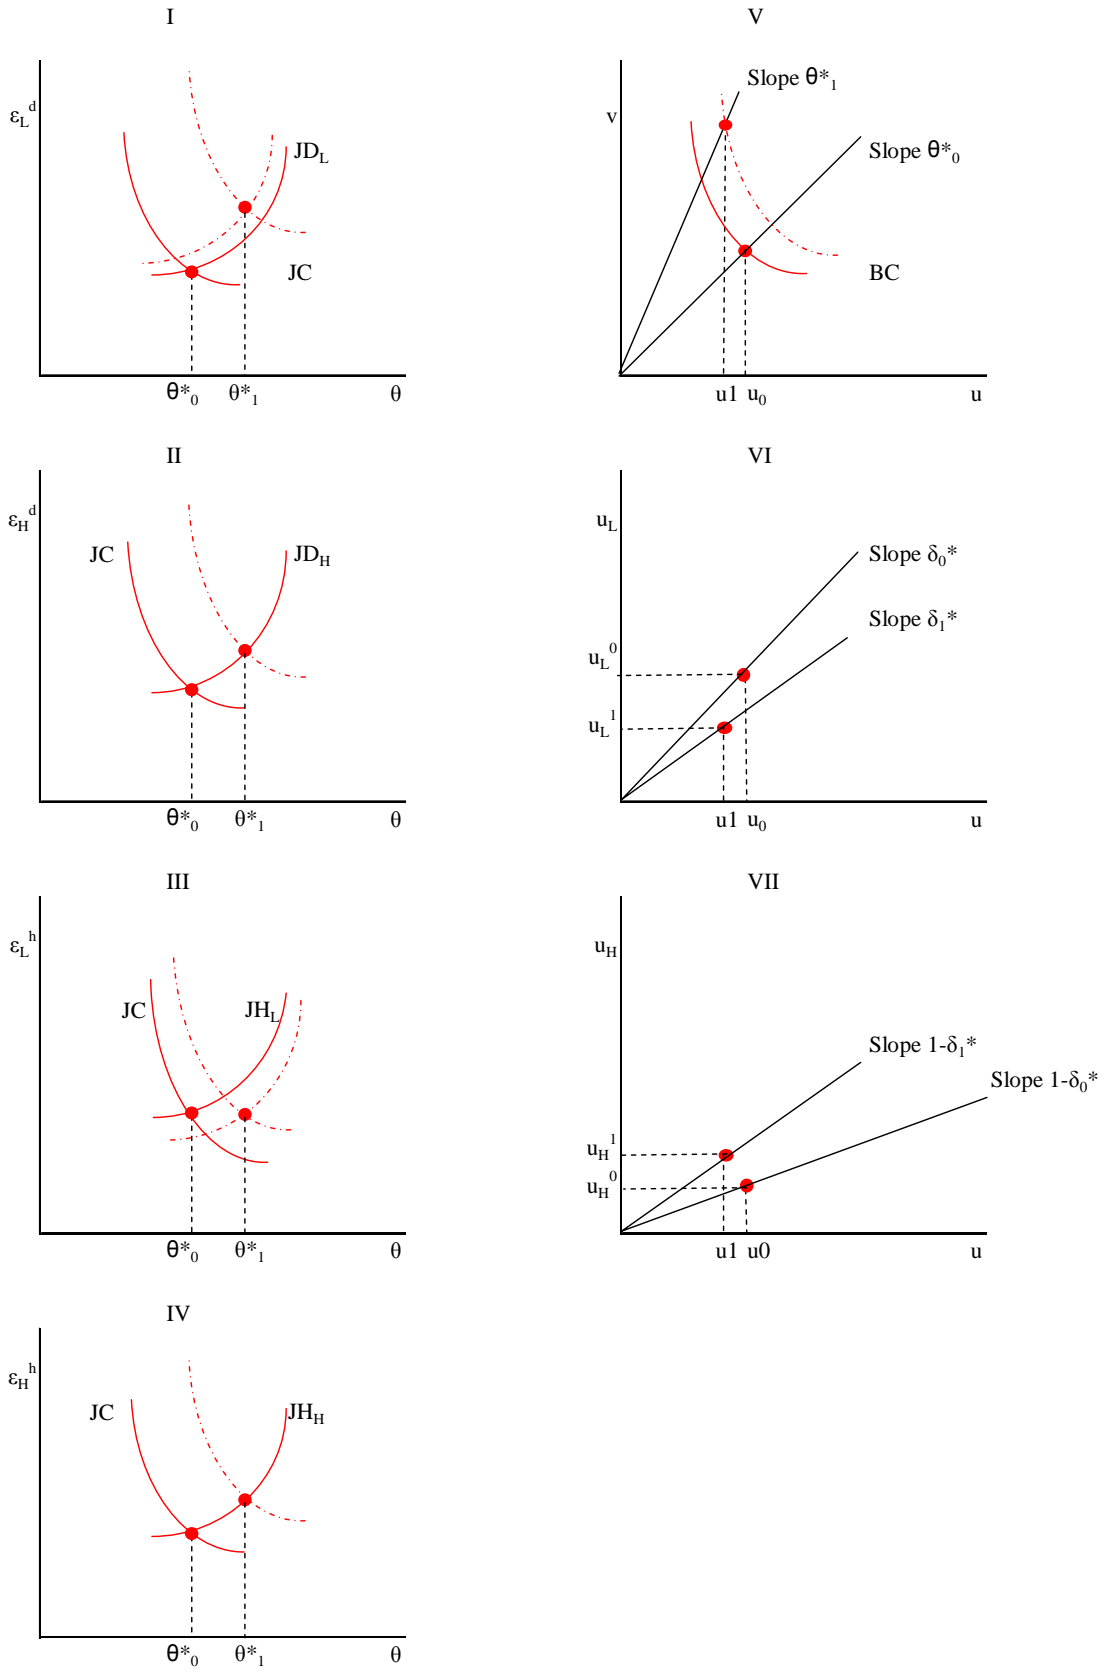 I
ε_L^d
JD_L
JC
θ*_0
θ*_1
θ
II
ε_H^d
JC
JD_H
θ*_0
θ*_1
θ
III
ε_L^h
JC
JH_L
θ*_0
θ*_1
θ
IV
ε_H^h
JC
JH_H
θ*_0
θ*_1
θ
V
v
Slope θ*_1
Slope θ*_0
BC
u1
u_0
u
VI
u_L
Slope δ_0*
Slope δ_1*
u_L^0
u_L^1
u1
u_0
u
VII
u_H
Slope 1-δ_1*
Slope 1-δ_0*
u_H^1
u_H^0
u1
u0
u